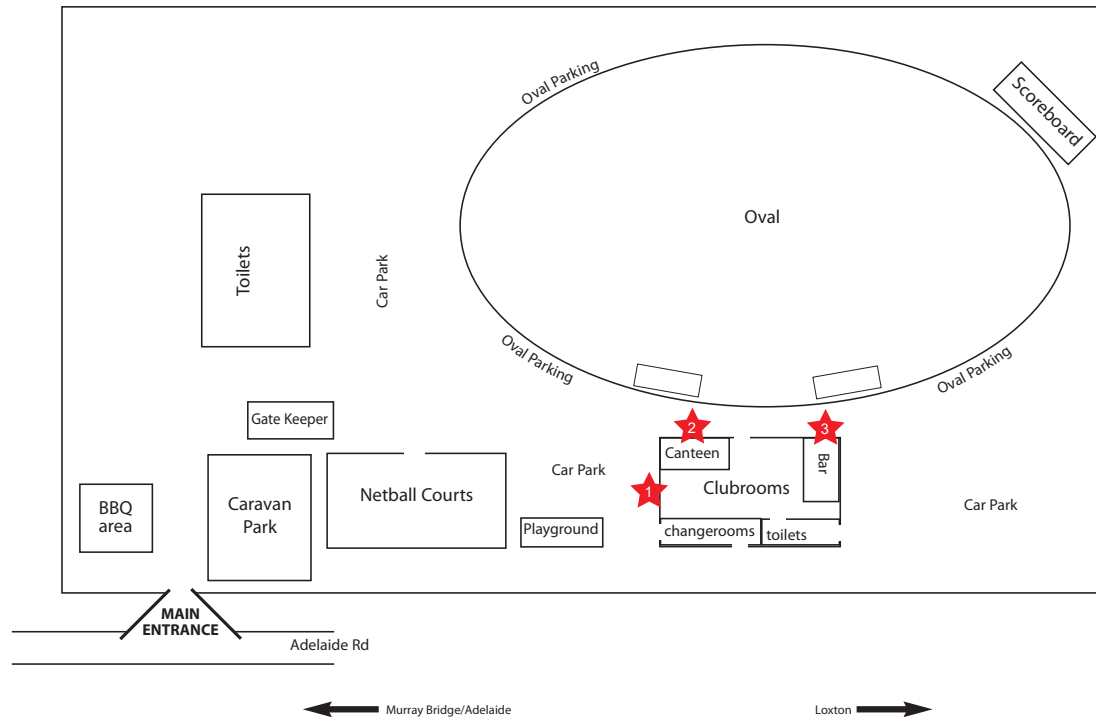 Oval Parking
Scoreboard
Oval
Toilets
Car Park
Oval Parking
Oval Parking
Gate Keeper
2
3
Canteen
Bar
Car Park
Clubrooms
1
Netball Courts
Caravan
Park
BBQ
area
Car Park
Playground
changerooms
toilets
MAIN
ENTRANCE
Adelaide Rd
Murray Bridge/Adelaide
Loxton